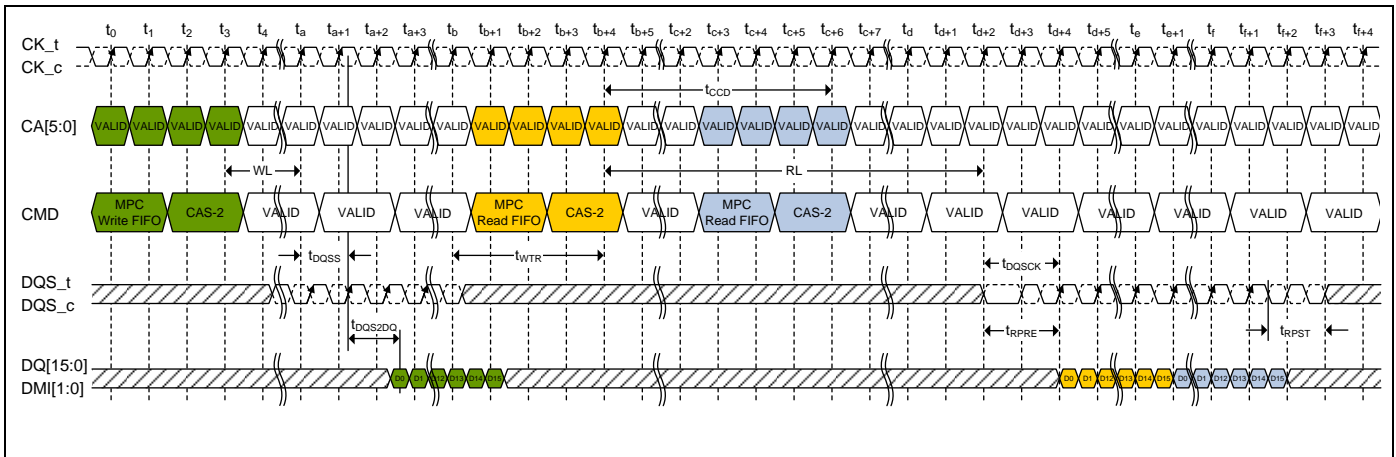 t0 t1 t2 t3 t4 ta ta+1 ta+2 ta+3 tb tb+1 tb+2 tb+3 tb+4 tb+5 tc+2 tc+3 tc+4 tc+5 tc+6 tc+7 td td+1 td+2 td+3 td+4 td+5 te te+1 tf tf+1 tf+2 tf+3 tf+4
CK_t
CK_c
tCCD
CA[5:0] VALID VALID VALID VALID VALID VALID VALID VALID VALID VALID VALID VALID VALID VALID VALID VALID VALID VALID VALID VALID VALID VALID VALID VALID VALID VALID VALID VALID VALID VALID VALID VALID VALID VALID
WL RL
CMD MPC Write FIFO CAS-2 VALID VALID VALID MPC Read FIFO CAS-2 VALID MPC Read FIFO CAS-2 VALID VALID VALID VALID VALID VALID VALID
tDQSS tWTR tDQSCK
DQS_t
DQS_c
tDQS2DQ tRPRE tRPST
DQ[15:0]
DMI[1:0]
D0 D1 D12 D13 D14 D15 D0 D1 D12 D13 D14 D15 D0 D1 D12 D13 D14 D15